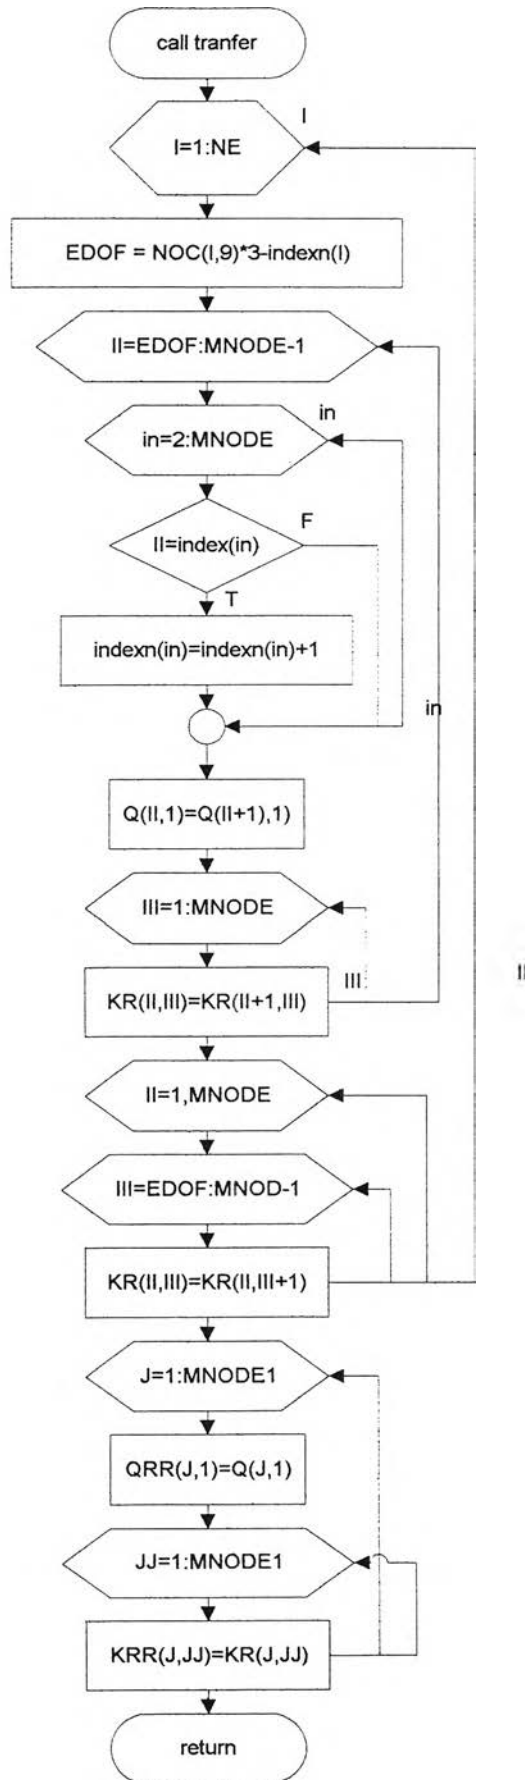 call tranfer
I
I=1:NE
EDOF = NOC(I,9)*3-indexn(I)
II=EDOF:MNODE-1
in
in=2:MNODE
F
II=index(in)
T
indexn(in)=indexn(in)+1
in
Q(II,1)=Q(II+1),1)
III=1:MNODE
III
II
KR(II,III)=KR(II+1,III)
II=1,MNODE
III=EDOF:MNOD-1
KR(II,III)=KR(II,III+1)
J=1:MNODE1
QRR(J,1)=Q(J,1)
JJ=1:MNODE1
KRR(J,JJ)=KR(J,JJ)
return